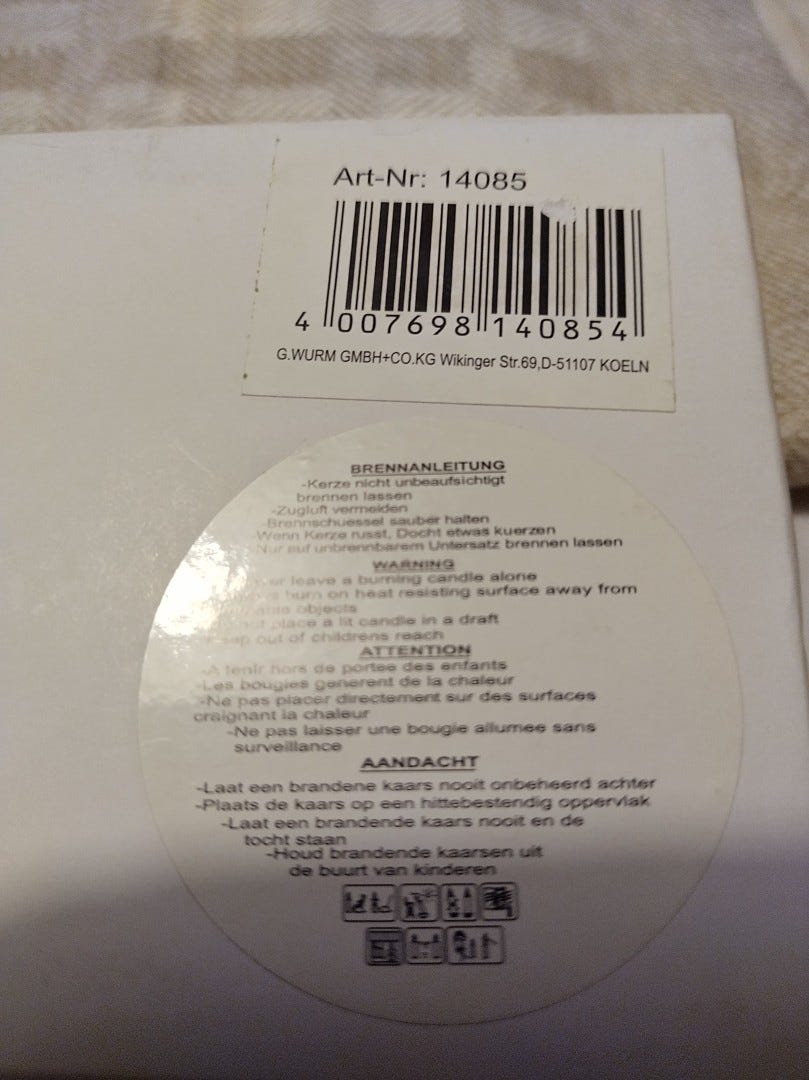 Art-Nr: 14085
4 007698 140854
G.WURM GMBH+CO.KG Wikinger Str.69,D-51107 KOELN
BRENNANLEITUNG
-Kerze nicht unbeaufsichtigt
brennen lassen
-Zugluft vermeiden
-Brennschuessel sauber halten
-Wenn Kerze russt, Docht etwas kuerzen
-Nur auf unbrennbarem Untersatz brennen lassen
WARNING
leave a burning candle alone
burn on heat resisting surface away from
objects
place a lit candle in a draft
out of childrens reach
ATTENTION
-A tenir hors de portee des enfants
-Les bougies generent de la chaleur
-Ne pas placer directement sur des surfaces
craignant la chaleur
-Ne pas laisser une bougie allumee sans
surveillance
AANDACHT
-Laat een brandene kaars nooit onbeheerd achter
-Plaats de kaars op een hittebestendig oppervlak
-Laat een brandende kaars nooit en de
tocht staan
-Houd brandende kaarsen uit
de buurt van kinderen